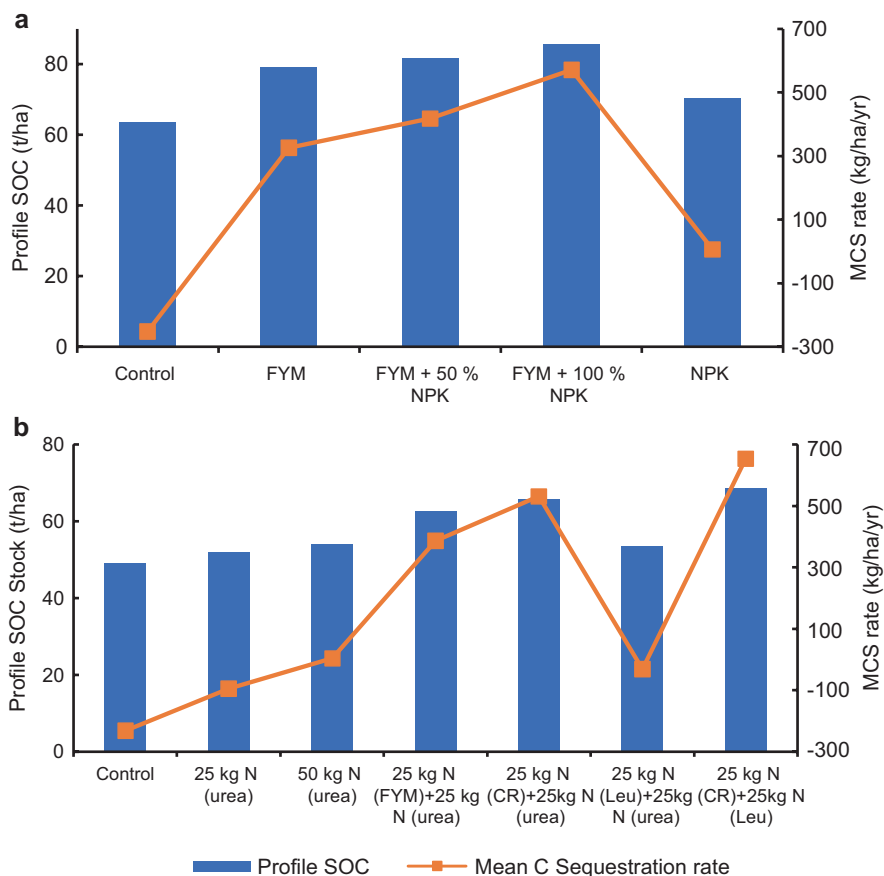 a
Profile SOC (t/ha)
80
60
40
20
0
700
500
300
100
-100
-300
MCS rate (kg/ha/yr)
Control
FYM
FYM + 50 %
NPK
FYM + 100 %
NPK
NPK
b
Profile SOC Stock (t/ha)
80
60
40
20
0
700
500
300
100
-100
-300
MCS rate (kg/ha/yr)
Control
25 kg N
(urea)
50 kg N
(urea)
25 kg N
(FYM)+25 kg
N (urea)
25 kg N
(CR)+25kg N
(urea)
25 kg N
(Leu)+25kg
N (urea)
25 kg N
(CR)+25kg N
(Leu)
Profile SOC
Mean C Sequestration rate